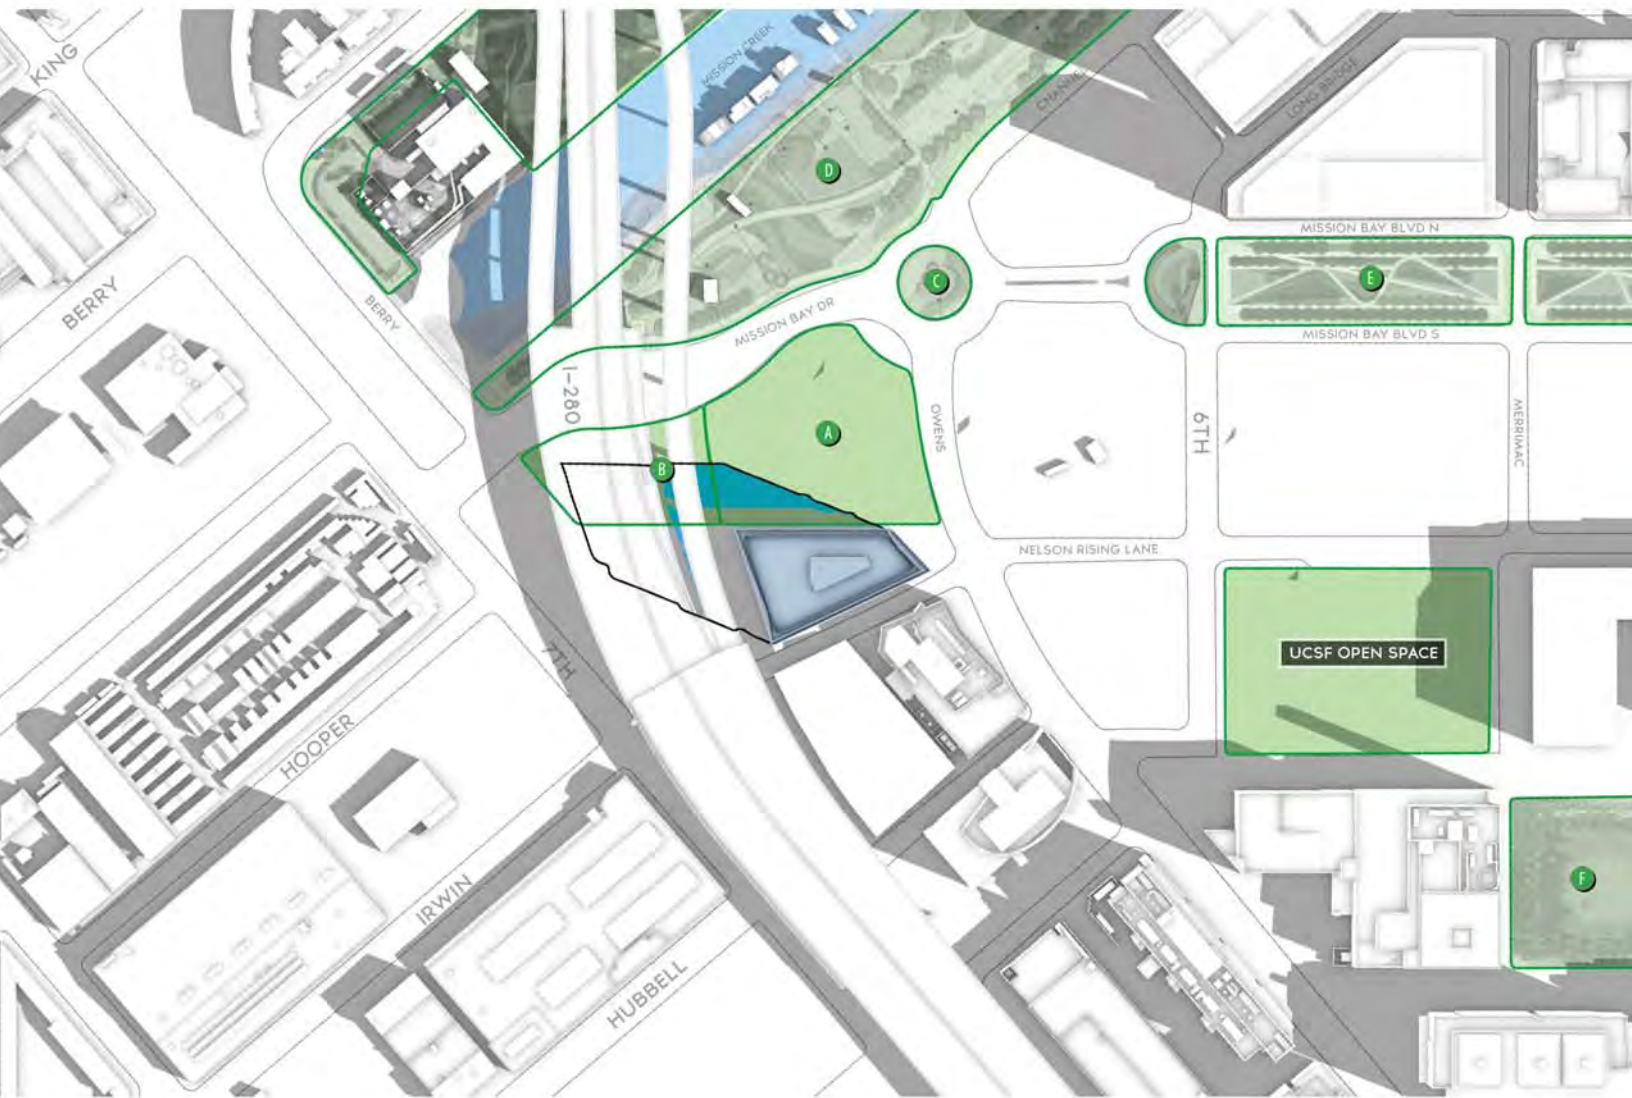 KING
MISSION CREEK
CHANNEL
LONG BRIDGE
D
MISSION BAY BLVD N
BERRY
BERRY
C
E
MISSION BAY DR
MISSION BAY BLVD S
I-280
OWENS
6TH
MERRIMAC
A
B
NELSON RISING LANE
7TH
UCSF OPEN SPACE
HOOPER
IRWIN
F
HUBBELL